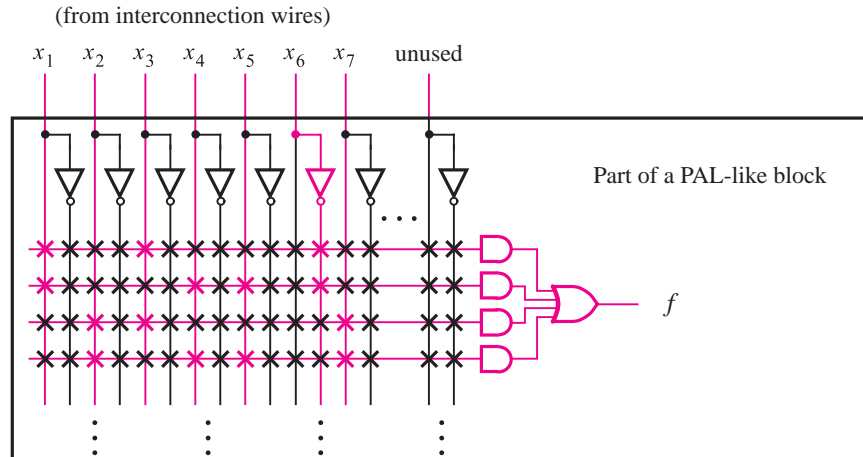 (from interconnection wires)
x₁ x₂ x₃ x₄ x₅ x₆ x₇ unused
Part of a PAL-like block
f